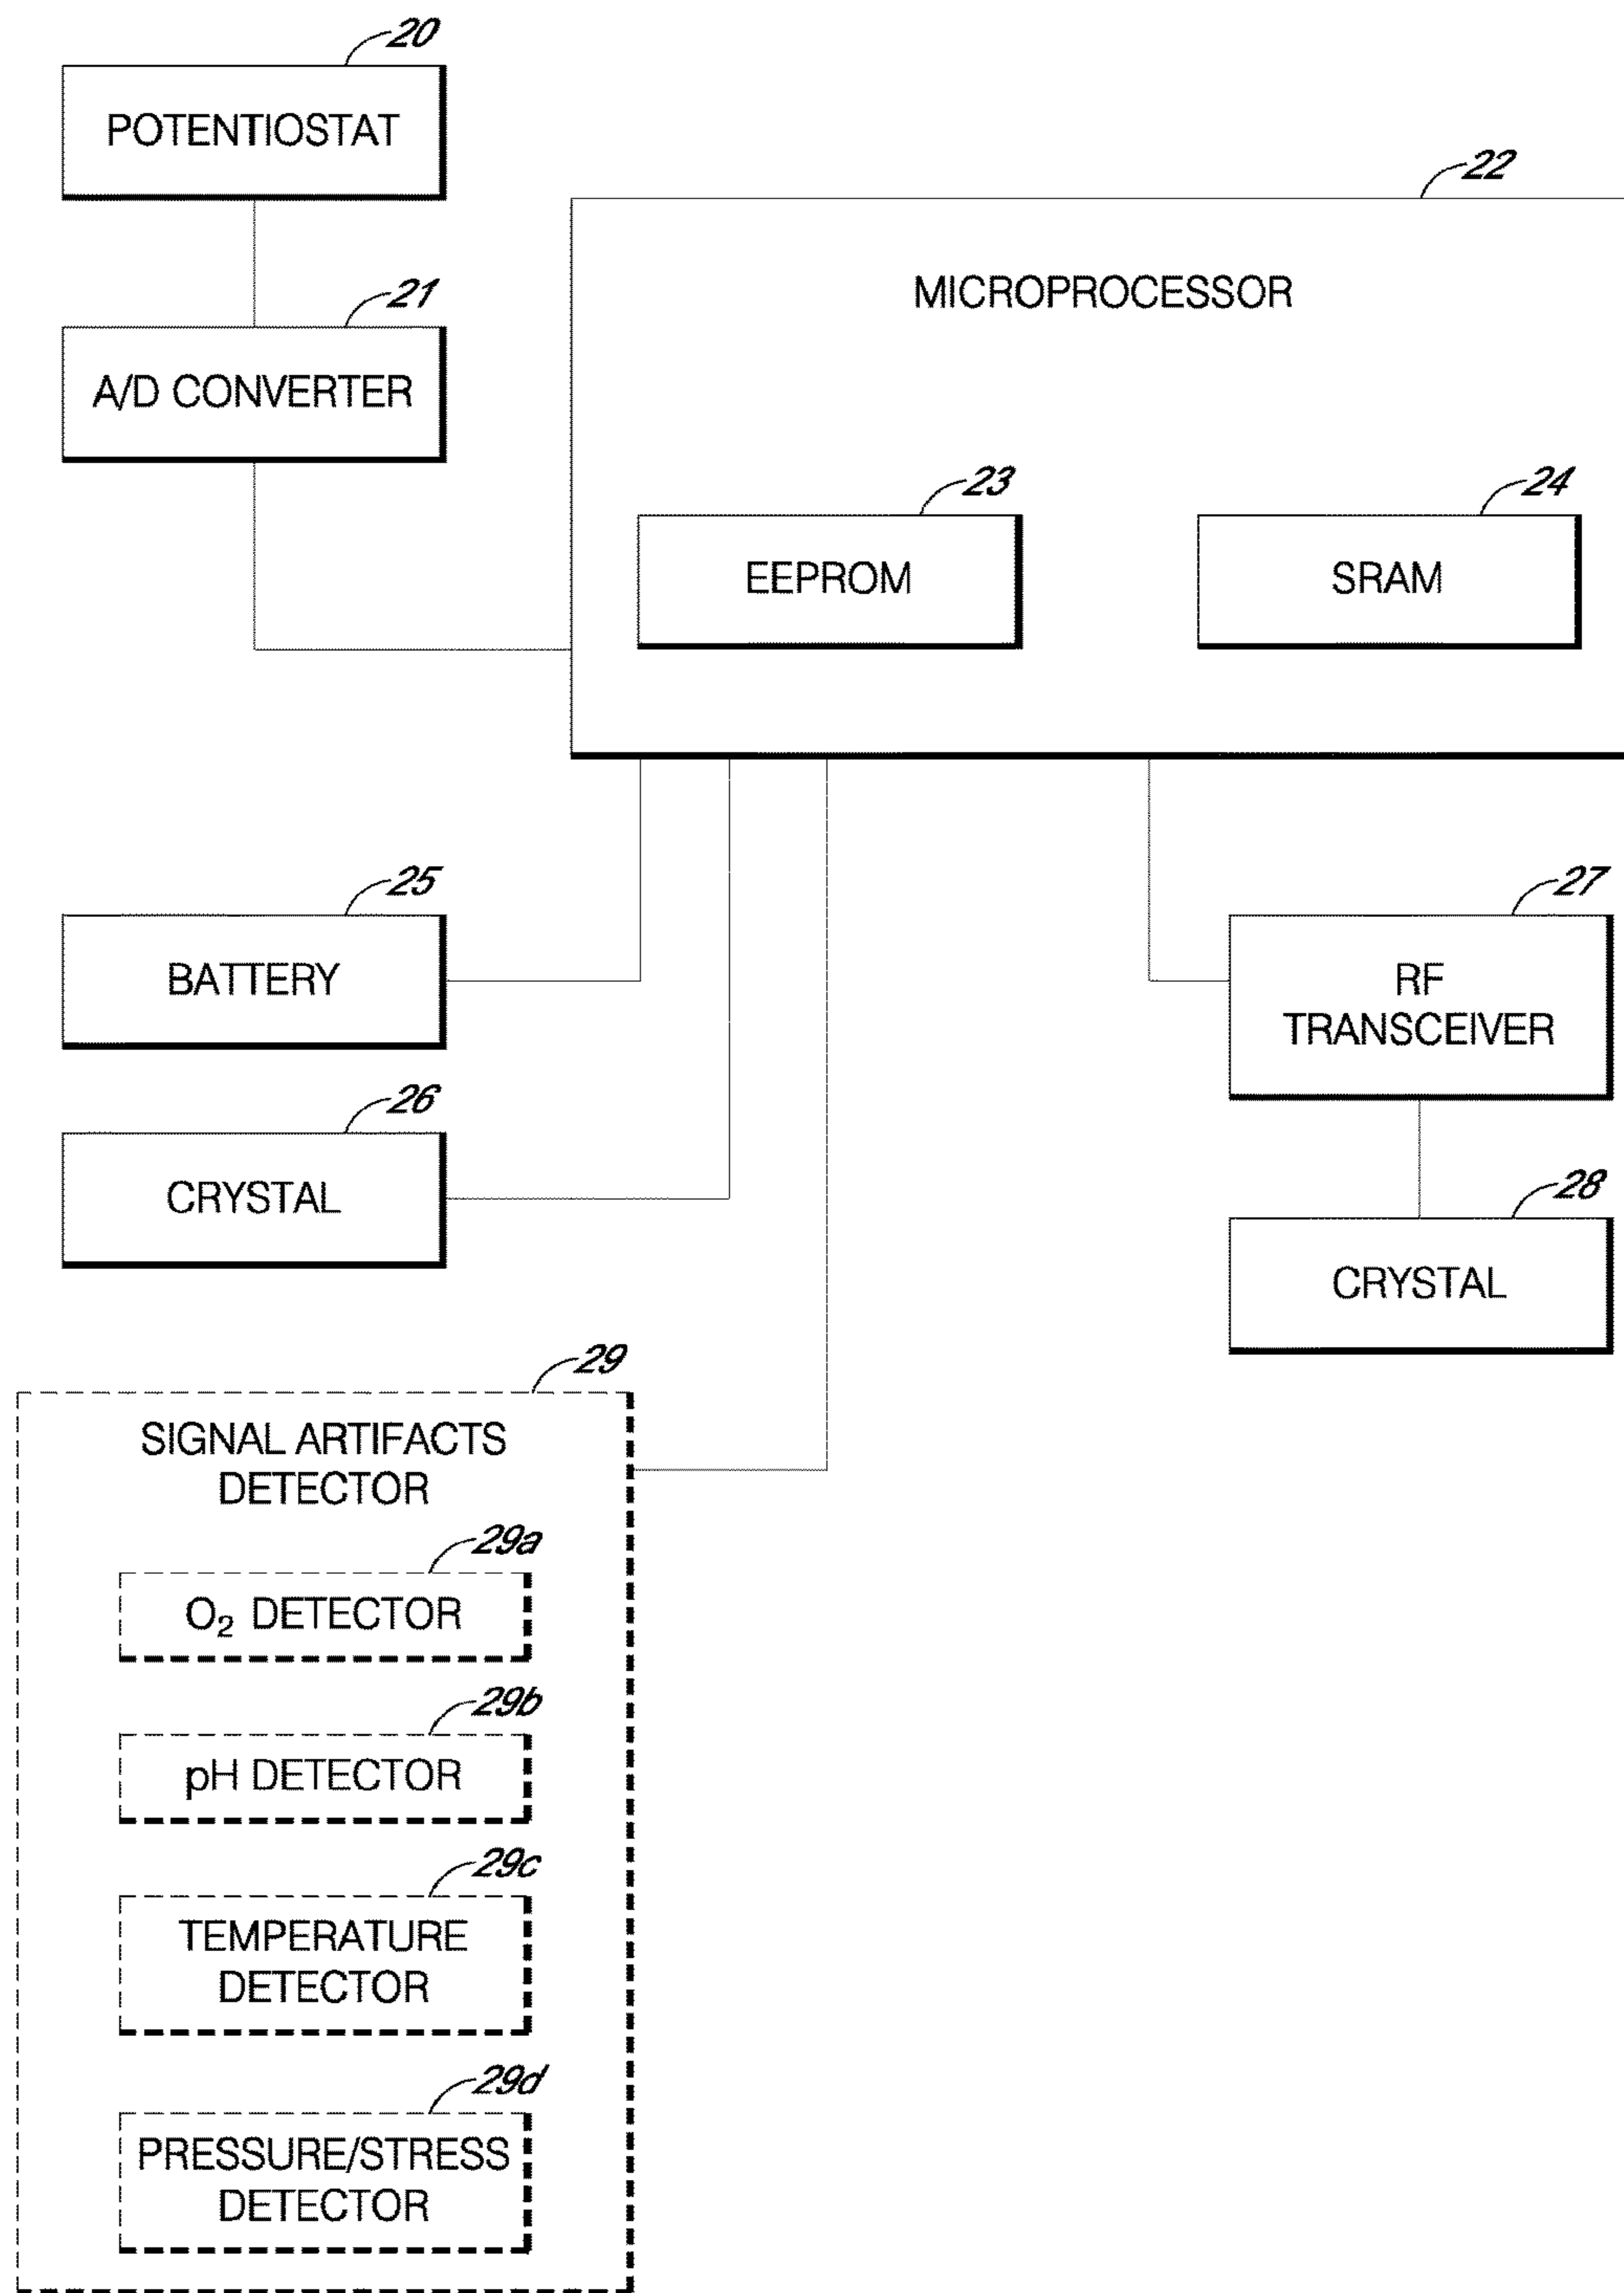 20
POTENTIOSTAT
22
MICROPROCESSOR
21
A/D CONVERTER
23
EEPROM
24
SRAM
25
BATTERY
27
RF
TRANSCEIVER
26
CRYSTAL
28
CRYSTAL
29
SIGNAL ARTIFACTS
DETECTOR
29a
O₂ DETECTOR
29b
pH DETECTOR
29c
TEMPERATURE
DETECTOR
29d
PRESSURE/STRESS
DETECTOR